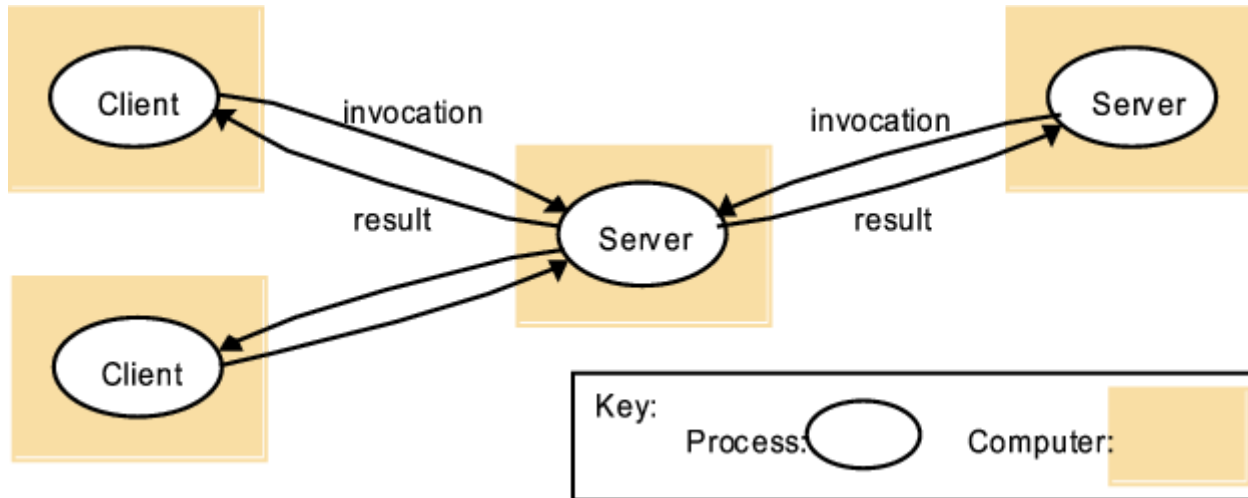 Client
invocation
result
Server
invocation
result
Server
Client
Key:
Process:
Computer: